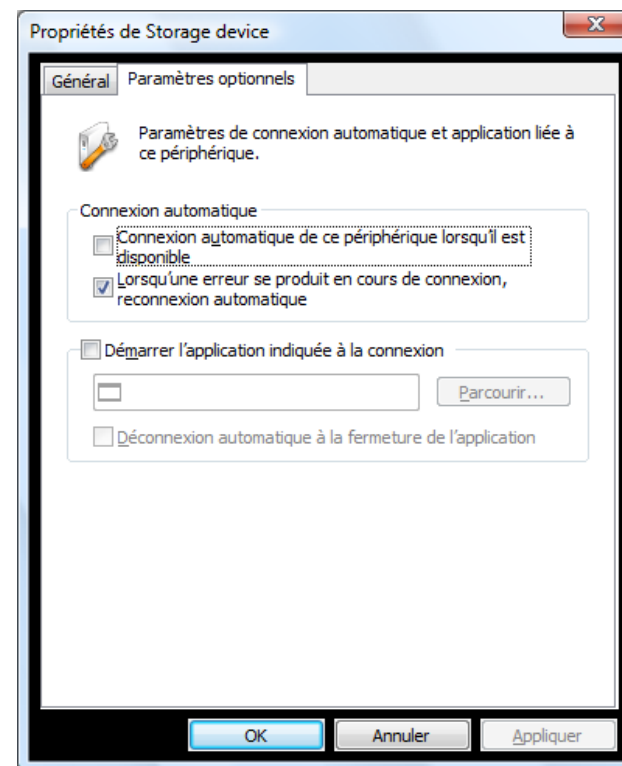 Propriétés de Storage device
Général Paramètres optionnels
Paramètres de connexion automatique et application liée à
ce périphérique.
Connexion automatique
Connexion automatique de ce périphérique lorsqu'il est
disponible
Lorsqu'une erreur se produit en cours de connexion,
reconnexion automatique
Démarrer l'application indiquée à la connexion
Parcourir...
Déconnexion automatique à la fermeture de l'application
OK Annuler Appliquer